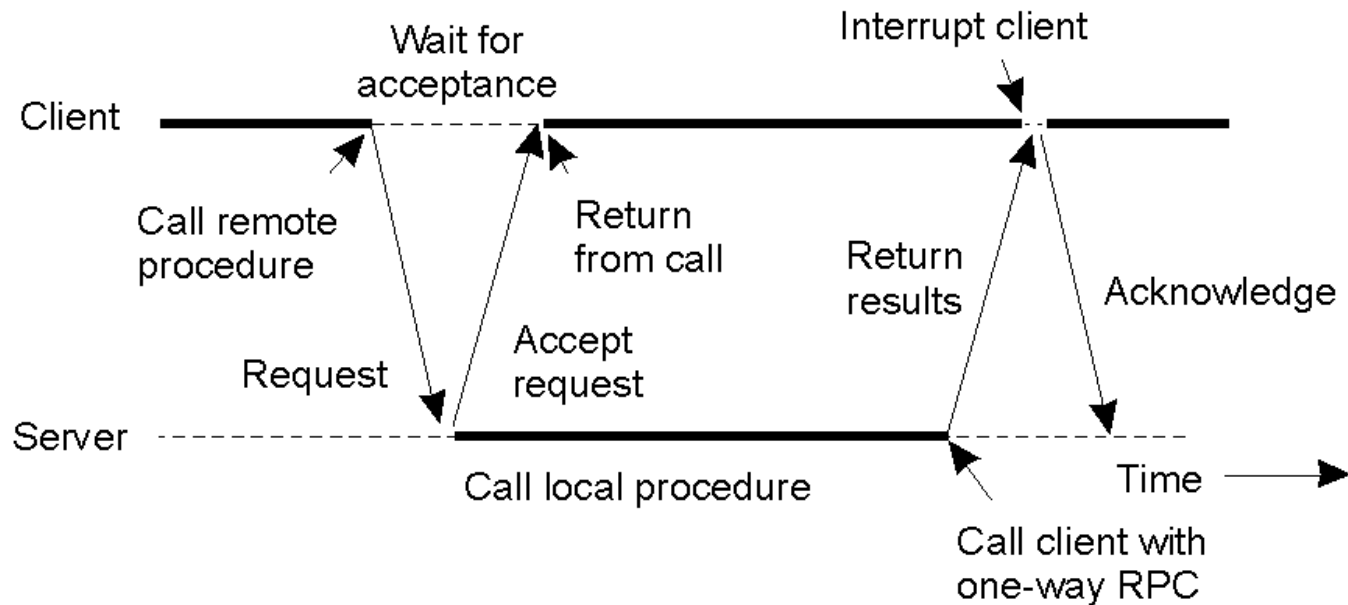 Interrupt client
Wait for
acceptance
Client
Call remote
procedure
Return
from call
Return
results
Acknowledge
Request
Accept
request
Server
Call local procedure
Time
Call client with
one-way RPC